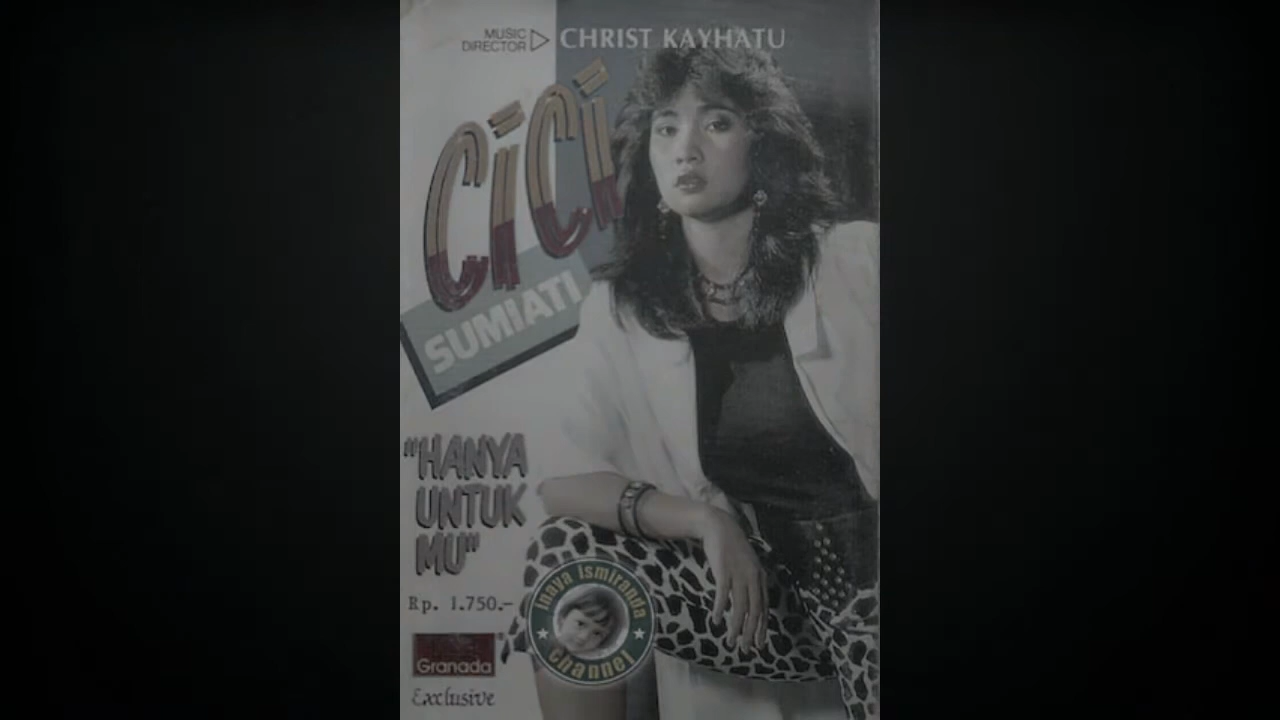 MUSIC
DIRECTOR
CHRIST KAYHATU
CiCi
SUMIATI
"HANYA
UNTUK
MU"
Rp. 1.750.-
inaya ismiranda
channel
Granada
Exclusive